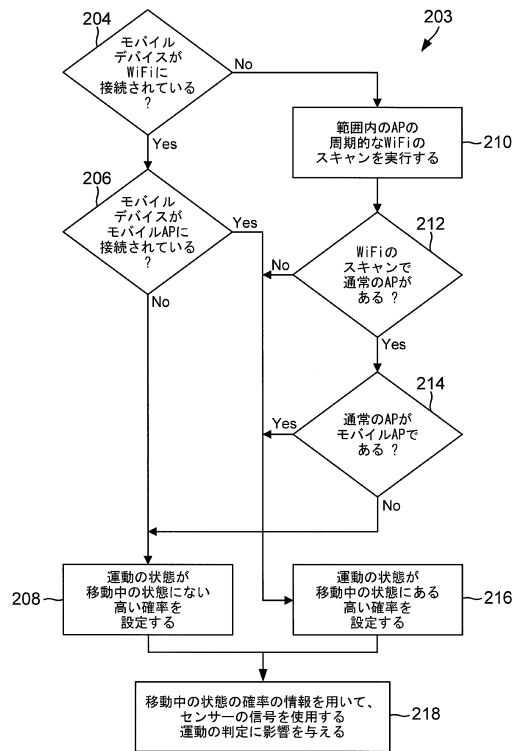 203
204
モバイル
デバイスが
WiFiに
接続されている
?
No
Yes
範囲内のAPの
周期的なWiFiの
スキャンを実行する
210
206
モバイル
デバイスが
モバイルAPに
接続されている
?
Yes
No
212
WiFiの
スキャンで
通常のAPが
ある ?
No
Yes
214
通常のAPが
モバイルAPで
ある ?
Yes
No
208
運動の状態が
移動中の状態にない
高い確率を
設定する
運動の状態が
移動中の状態にある
高い確率を
設定する
216
移動中の状態の確率の情報を用いて、
センサーの信号を使用する
運動の判定に影響を与える
218